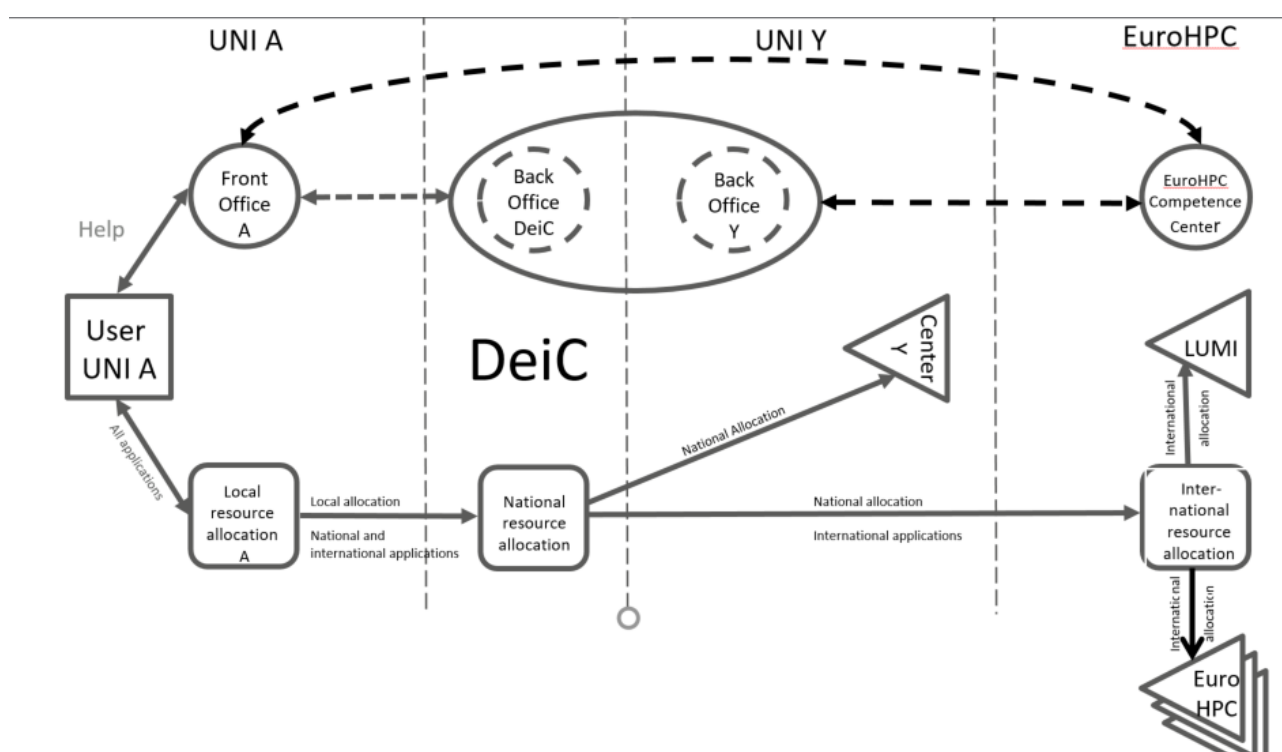 UNI A
UNI Y
EuroHPC
Front
Office
A
Back
Office
DeiC
Back
Office
Y
EuroHPC
Competence
Center
Help
User
UNI A
DeiC
Center
Y
LUMI
All applications
National Allocation
International
allocation
Local
resource
allocation
A
Local allocation
National and
international applications
National
resource
allocation
National allocation
International applications
Inter-
national
resource
allocation
International
allocation
Euro
HPC